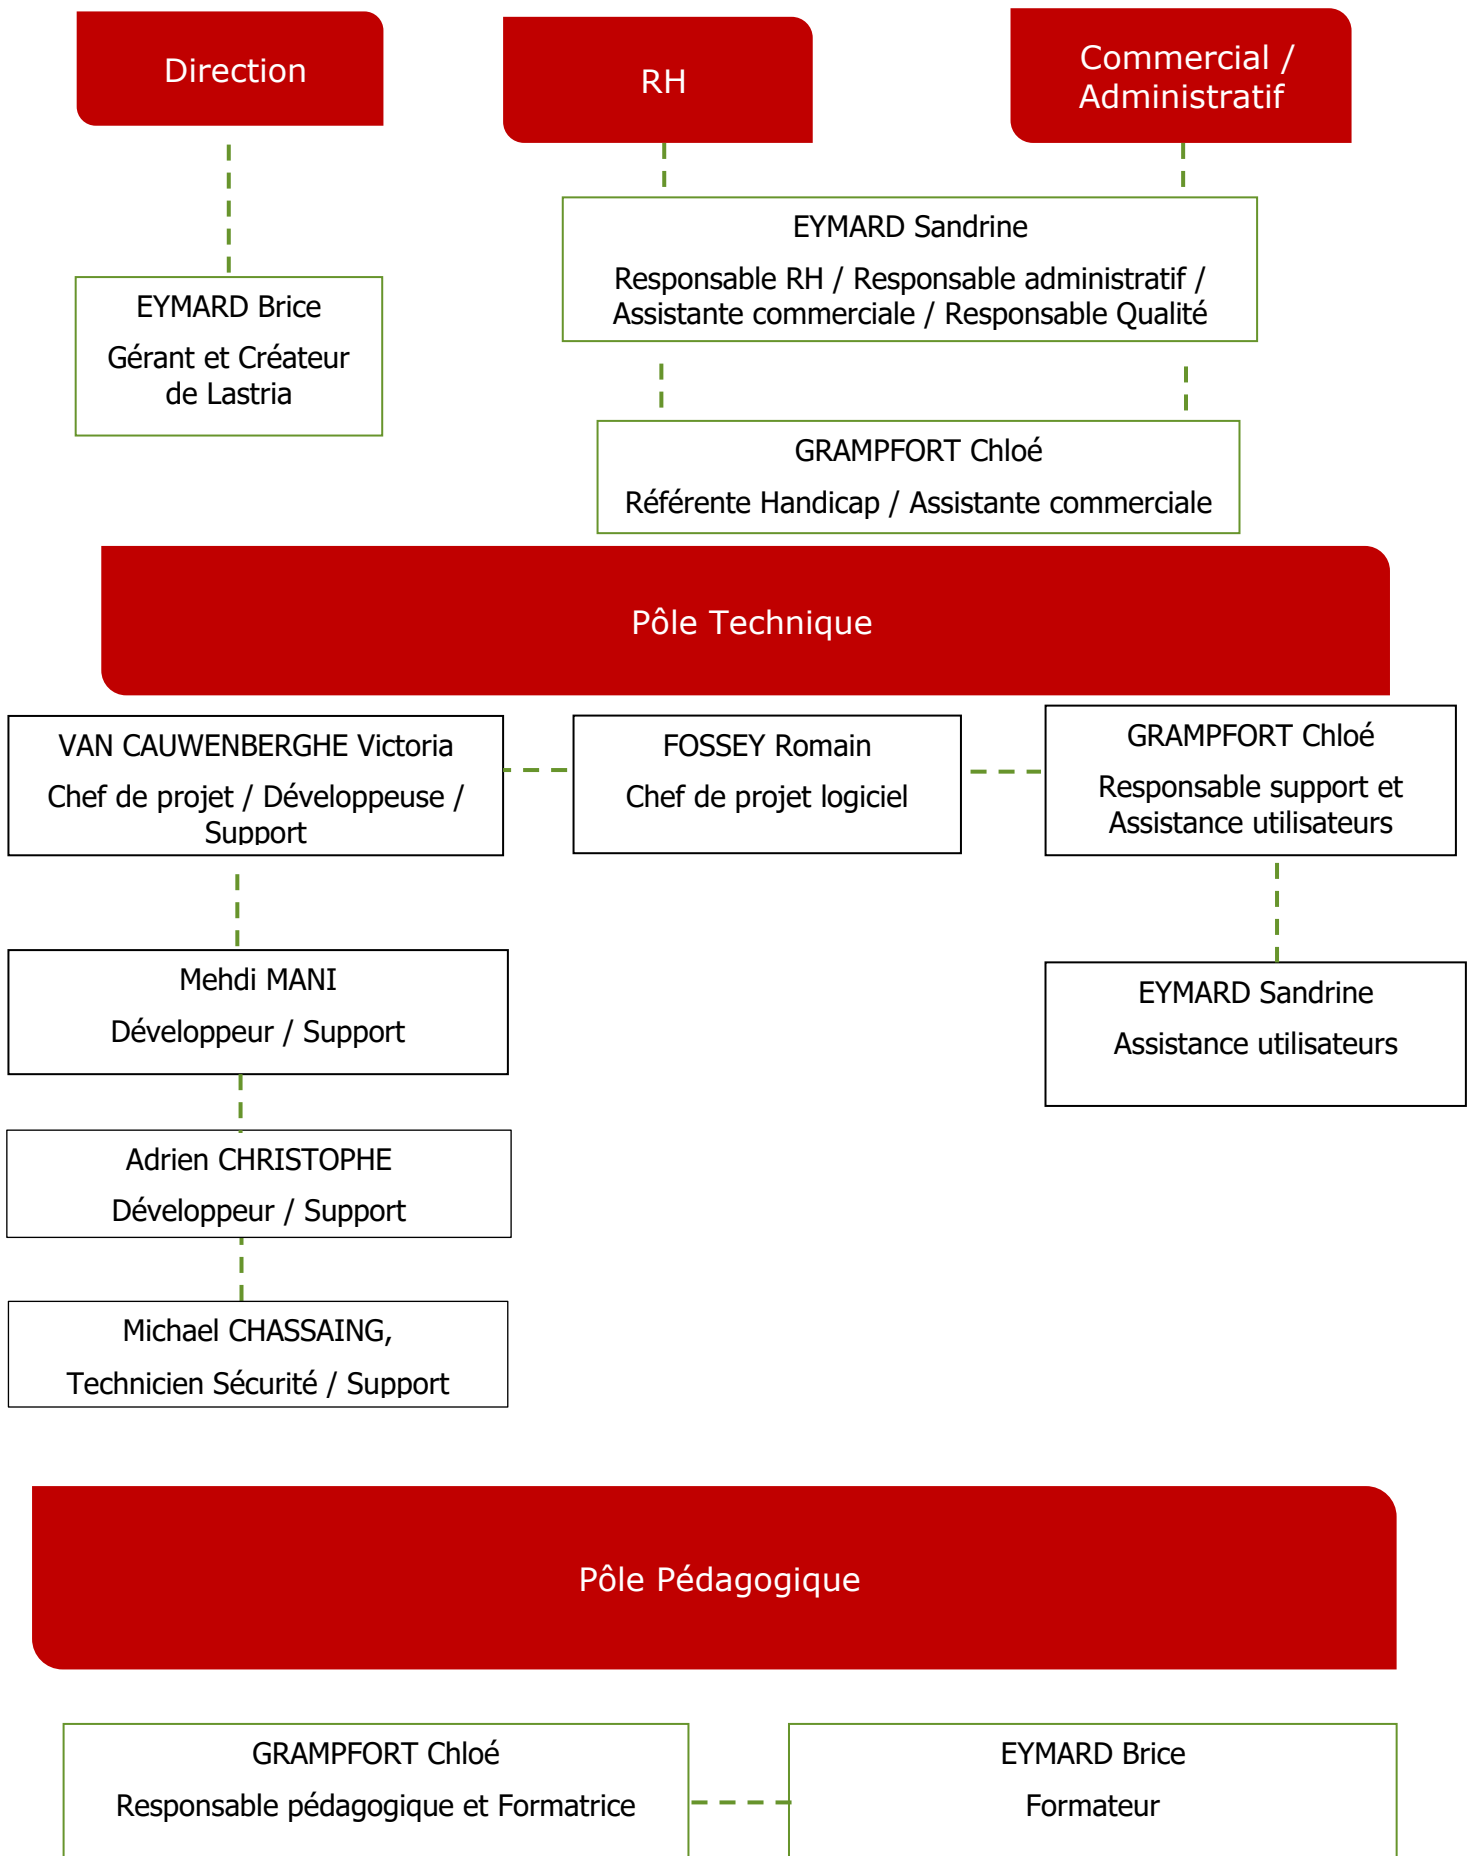 Direction
RH
Commercial /
Administratif
EYMARD Sandrine
Responsable RH / Responsable administratif /
Assistante commerciale / Responsable Qualité
EYMARD Brice
Gérant et Créateur
de Lastria
GRAMPFORT Chloé
Référente Handicap / Assistante commerciale
Pôle Technique
VAN CAUWENBERGHE Victoria
Chef de projet / Développeuse /
Support
FOSSEY Romain
Chef de projet logiciel
GRAMPFORT Chloé
Responsable support et
Assistance utilisateurs
Mehdi MANI
Développeur / Support
EYMARD Sandrine
Assistance utilisateurs
Adrien CHRISTOPHE
Développeur / Support
Michael CHASSAING,
Technicien Sécurité / Support
Pôle Pédagogique
GRAMPFORT Chloé
Responsable pédagogique et Formatrice
EYMARD Brice
Formateur